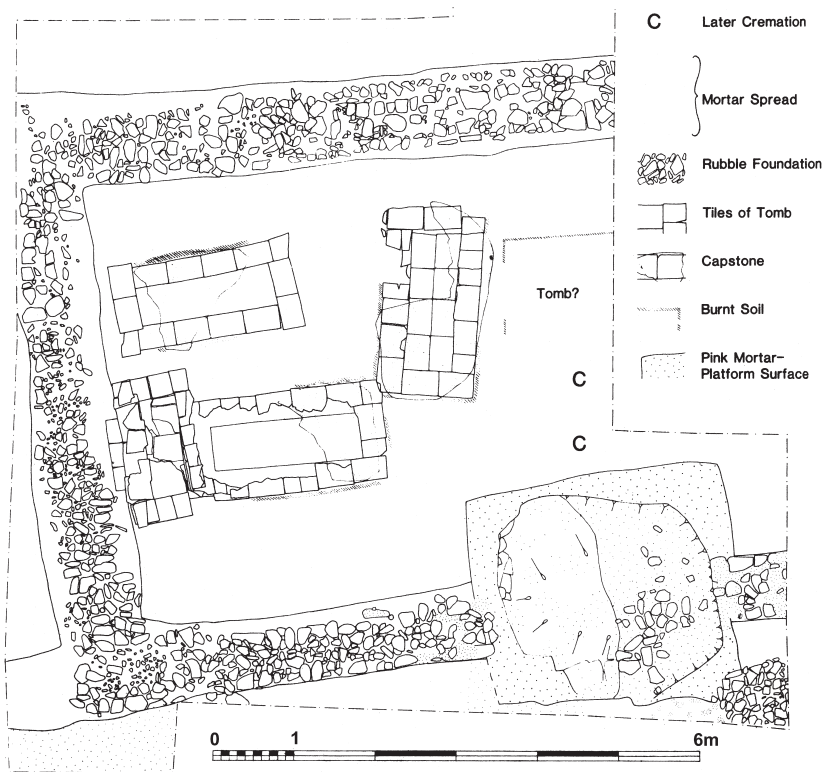 C Later Cremation
Mortar Spread
Rubble Foundation
Tiles of Tomb
Capstone
Burnt Soil
Pink Mortar-
Platform Surface
Tomb?
C
C
0 1 6m